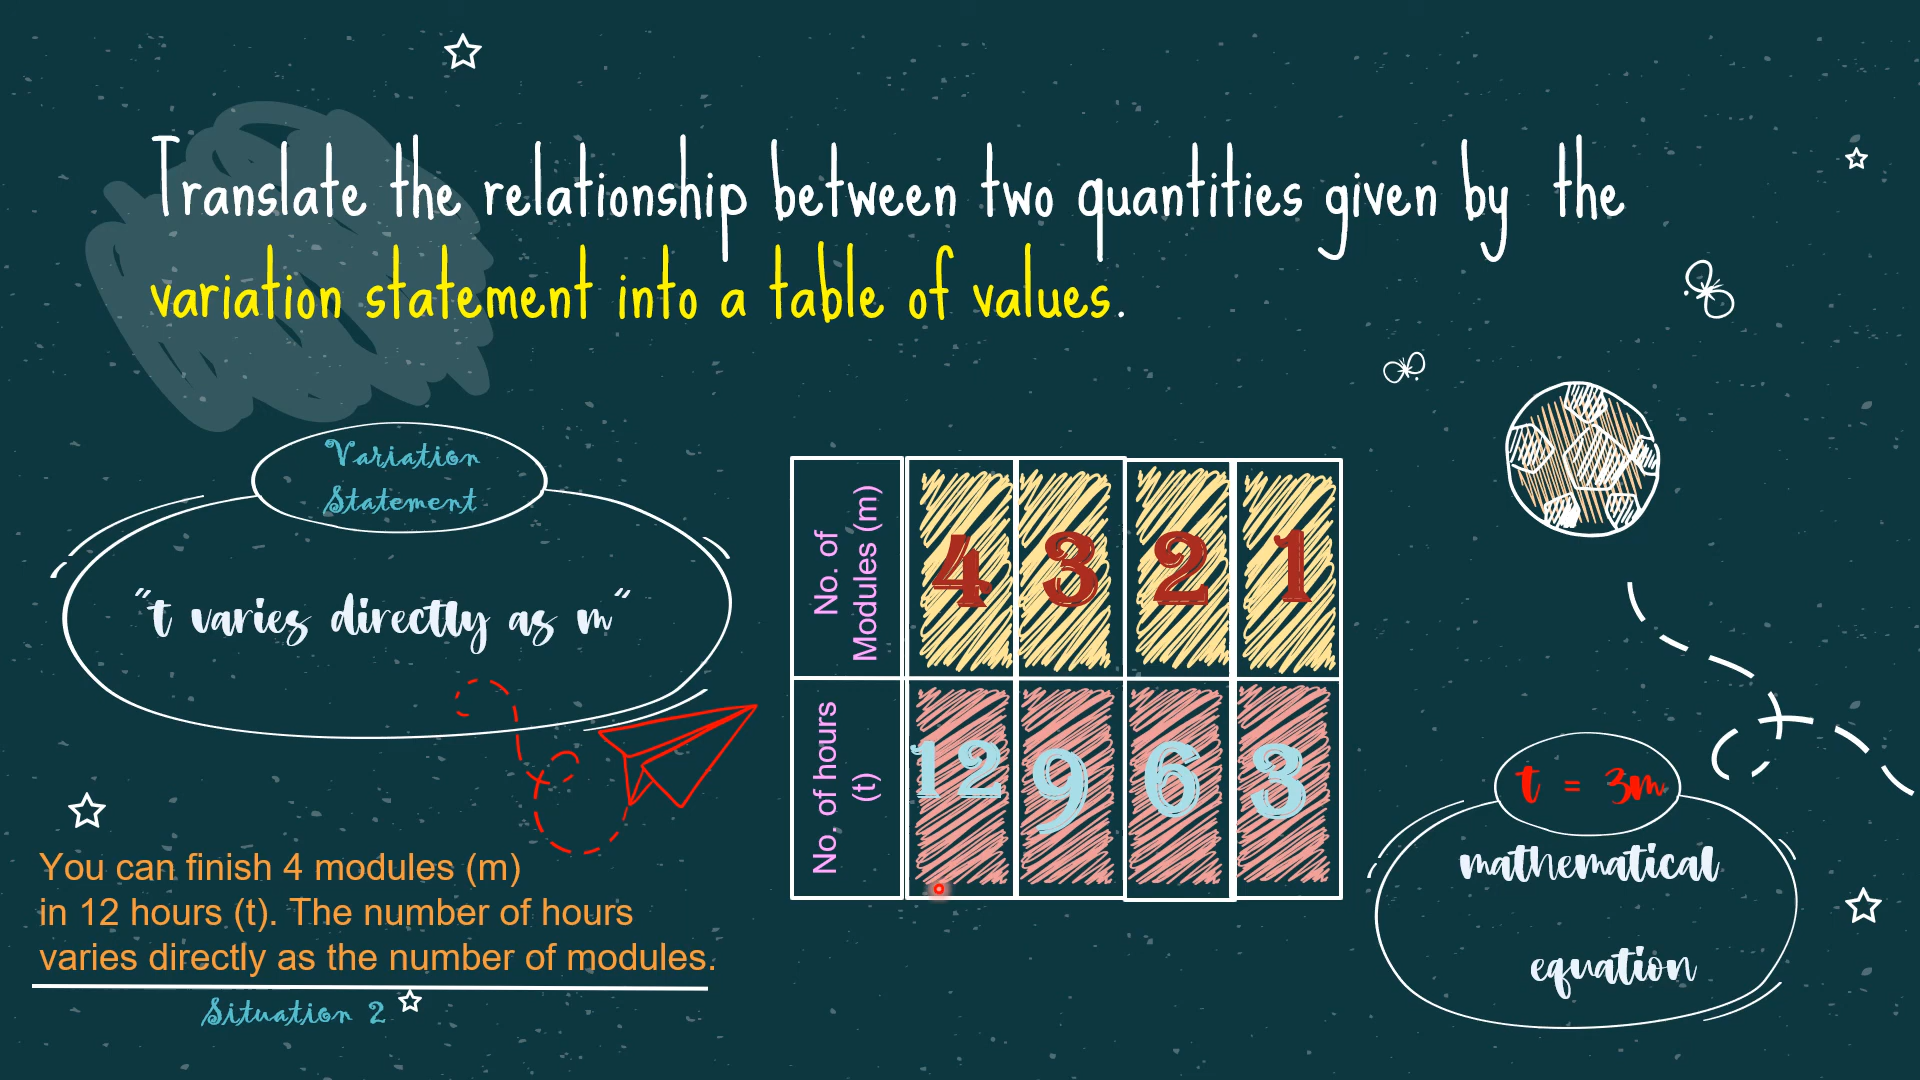 Translate the relationship between two quantities given by the
variation statement into a table of values.
Variation
Statement
"t varies directly as m"
You can finish 4 modules (m)
in 12 hours (t). The number of hours
varies directly as the number of modules.
Situation 2
No. of
Modules (m)
4 3 2 1
No. of hours
(t)
12 9 6 3
t = 3m
mathematical
equation